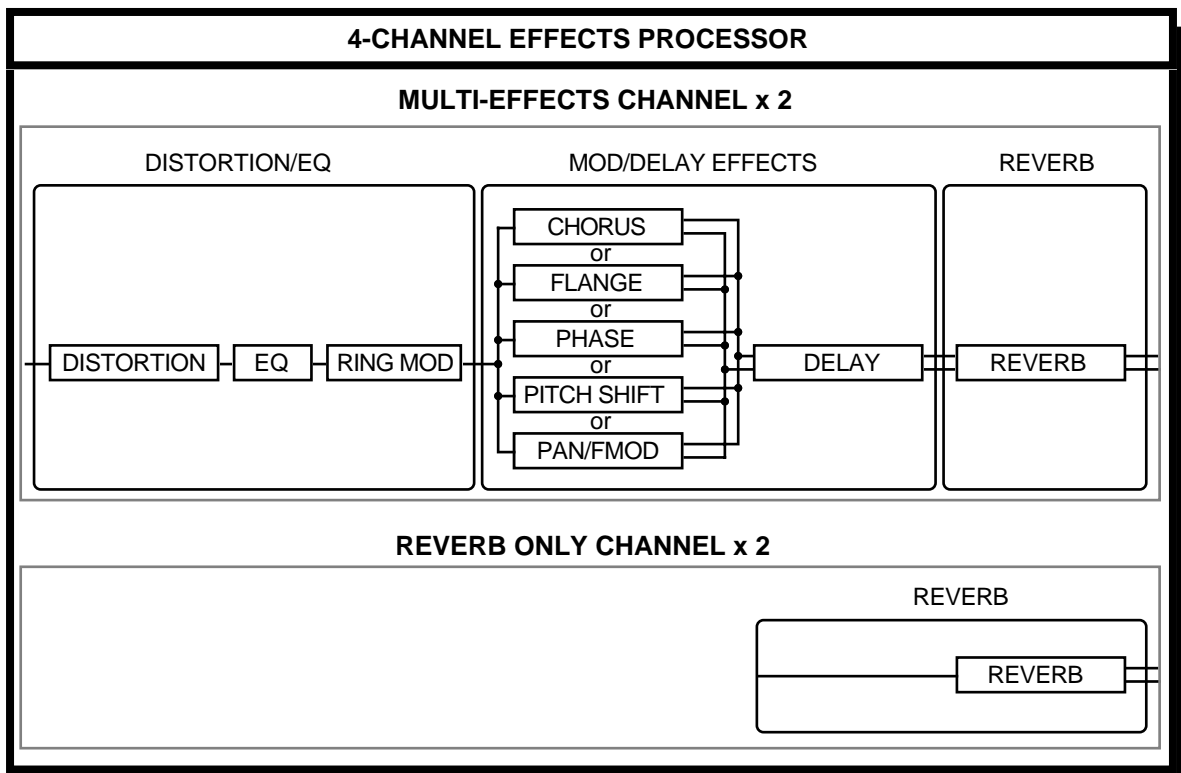 4-CHANNEL EFFECTS PROCESSOR
MULTI-EFFECTS CHANNEL x 2
DISTORTION/EQ MOD/DELAY EFFECTS REVERB
CHORUS
or
FLANGE
or
PHASE
DISTORTION EQ RING MOD or DELAY REVERB
PITCH SHIFT
or
PAN/FMOD
REVERB ONLY CHANNEL x 2
REVERB
REVERB